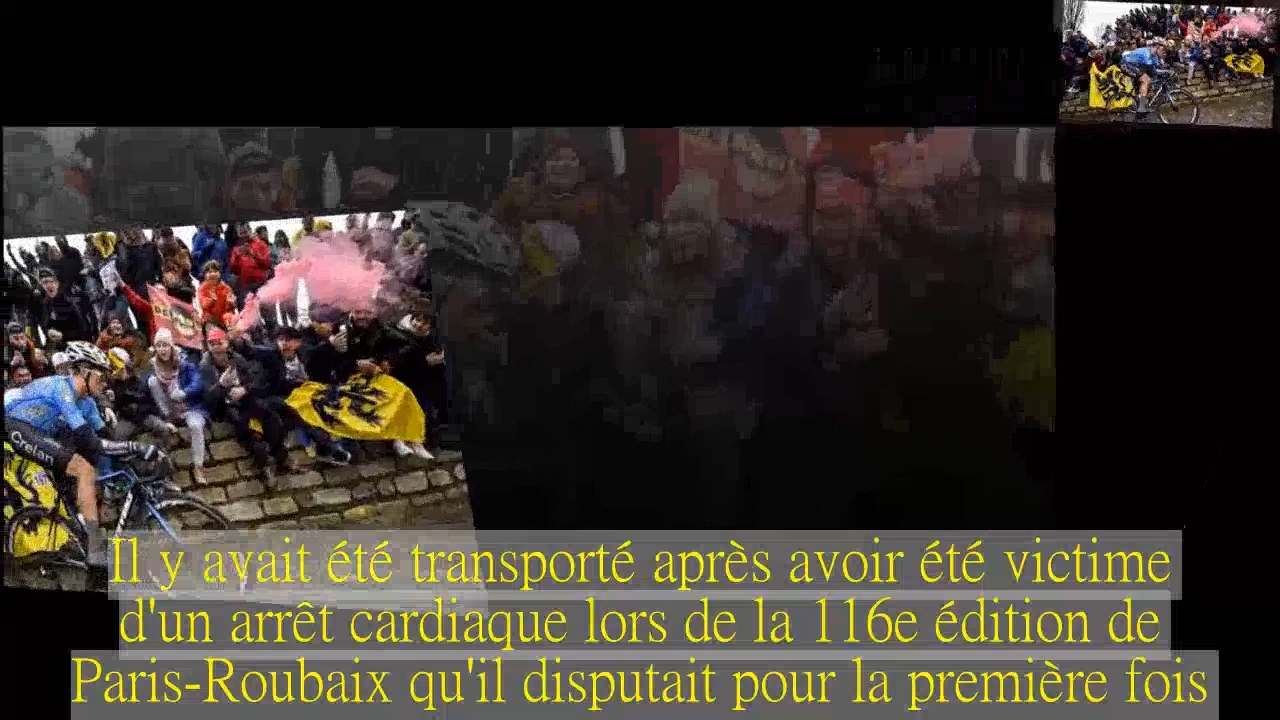 Crelan
Il y avait été transporté après avoir été victime
d'un arrêt cardiaque lors de la 116e édition de
Paris-Roubaix qu'il disputait pour la première fois